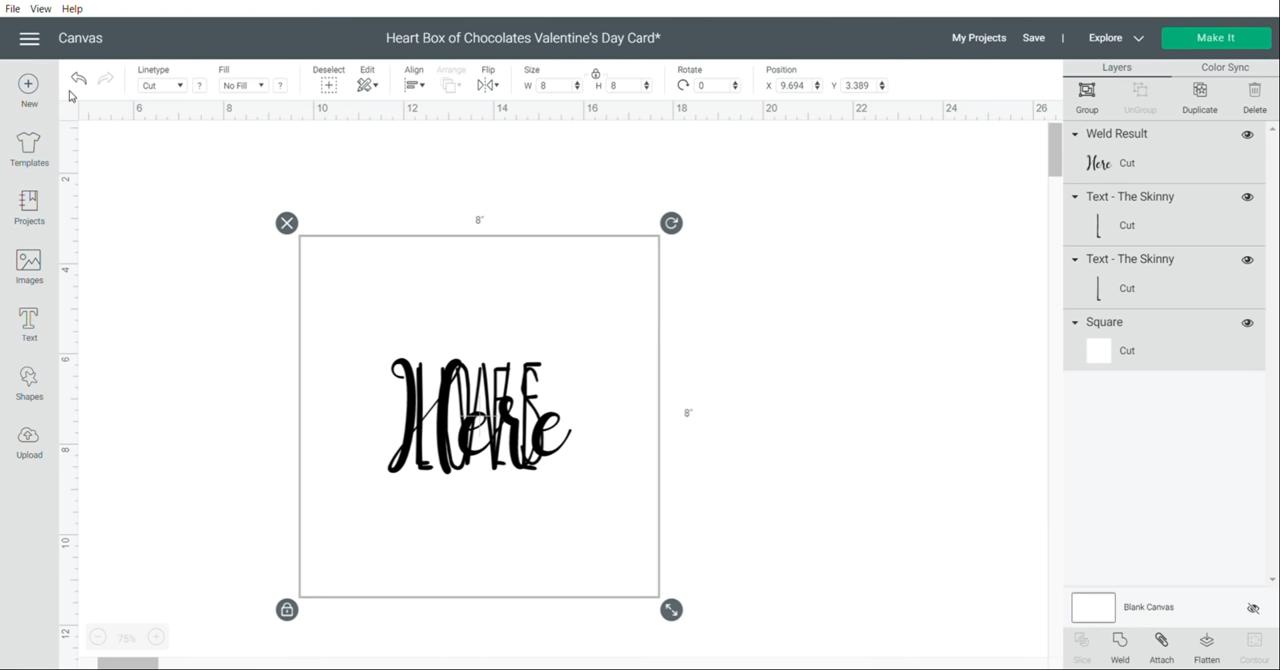 File View Help
Canvas Heart Box of Chocolates Valentine's Day Card* My Projects Save | Explore Make It
Linetype Fill Deselect Edit Align Arrange Flip Size Rotate Position
Cut ? No Fill ? W 8 H 8 0 X 9.694 Y 3.389
Layers Color Sync
Group UnGroup Duplicate Delete
6 8 10 12 14 16 18 20 22 24 26
2
4
6
8
10
12
New
Templates
Projects
Images
Text
Shapes
Upload
8"
8"
Here
75%
Weld Result
Here Cut
Text - The Skinny
Cut
Text - The Skinny
Cut
Square
Cut
Blank Canvas
Slice Weld Attach Flatten Contour